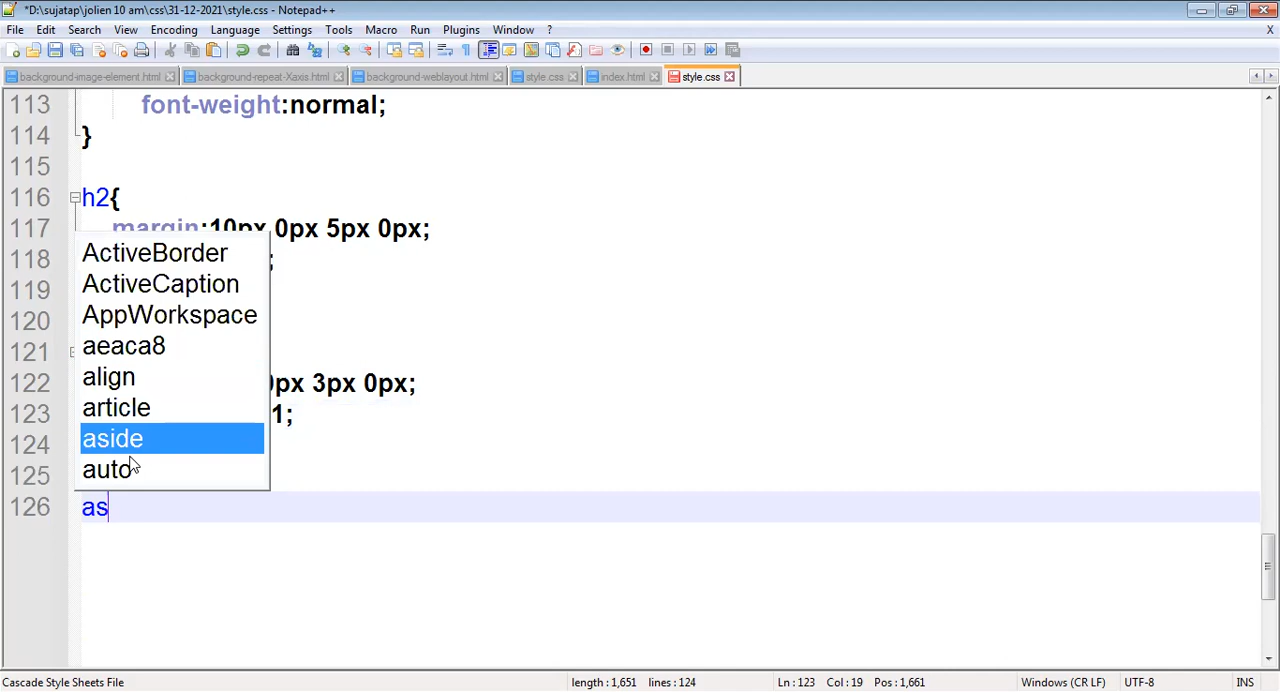 *D:\sujatap\jolien 10 am\css\31-12-2021\style.css - Notepad++
File Edit Search View Encoding Language Settings Tools Macro Run Plugins Window ? X
background-image-element.html background-repeat-Xaxis.html background-weblayout.html style.css index.html style.css
113 font-weight:normal;
114 }
115
116 h2{
117 margin:10px 0px 5px 0px;
118 ;
119
120
121
122 0px 3px 0px;
123 1;
124
125
126 as
ActiveBorder
ActiveCaption
AppWorkspace
aeaca8
align
article
aside
auto
Cascade Style Sheets File length : 1,651 lines : 124 Ln : 123 Col : 19 Pos : 1,661 Windows (CR LF) UTF-8 INS